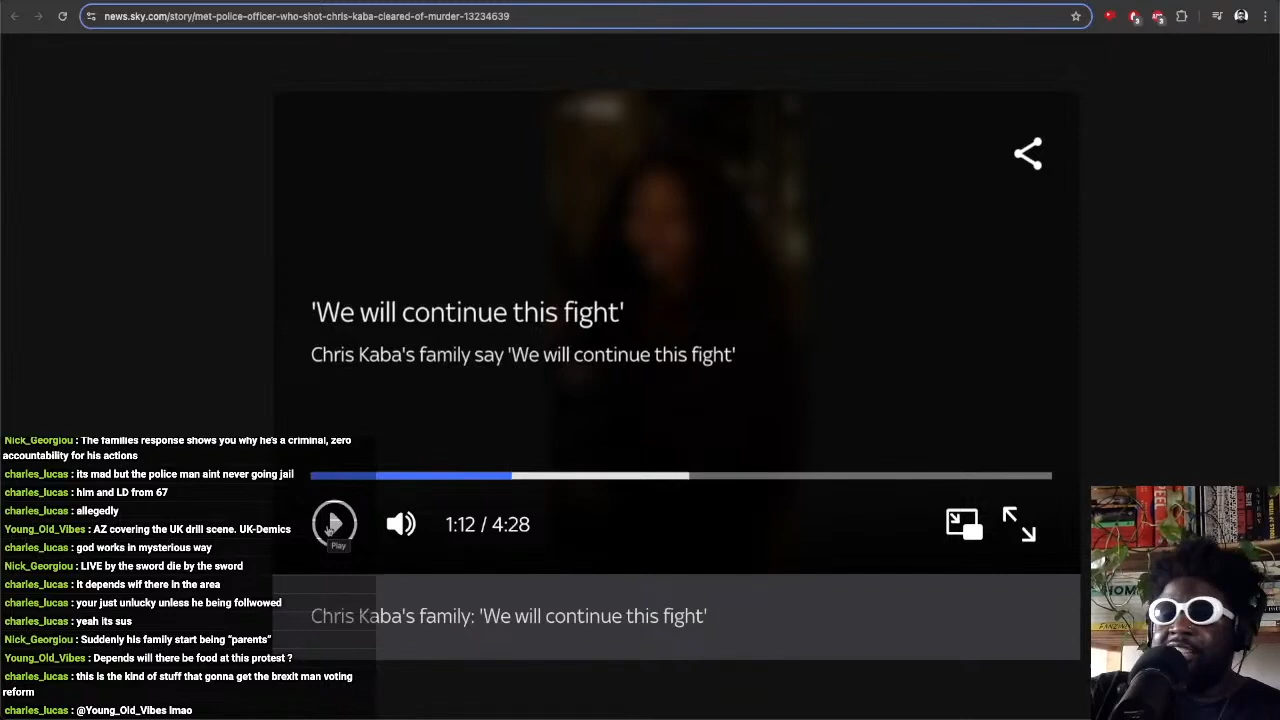 news.sky.com/story/met-police-officer-who-shot-chris-kaba-cleared-of-murder-13234639
'We will continue this fight'
Chris Kaba's family say 'We will continue this fight'
1:12 / 4:28
Play
Chris Kaba's family: 'We will continue this fight'
Nick_Georgiou : The families response shows you why he's a criminal, zero
accountability for his actions
charles_lucas : its mad but the police man aint never going jail
charles_lucas : him and LD from 67
charles_lucas : allegedly
Young_Old_Vibes : AZ covering the UK drill scene. UK-Demics
charles_lucas : god works in mysterious way
Nick_Georgiou : LIVE by the sword die by the sword
charles_lucas : it depends wif there in the area
charles_lucas : your just unlucky unless he being follwowed
charles_lucas : yeah its sus
Nick_Georgiou : Suddenly his family start being “parents”
Young_Old_Vibes : Depends will there be food at this protest ?
charles_lucas : this is the kind of stuff that gonna get the brexit man voting
reform
charles_lucas : @Young_Old_Vibes lmao